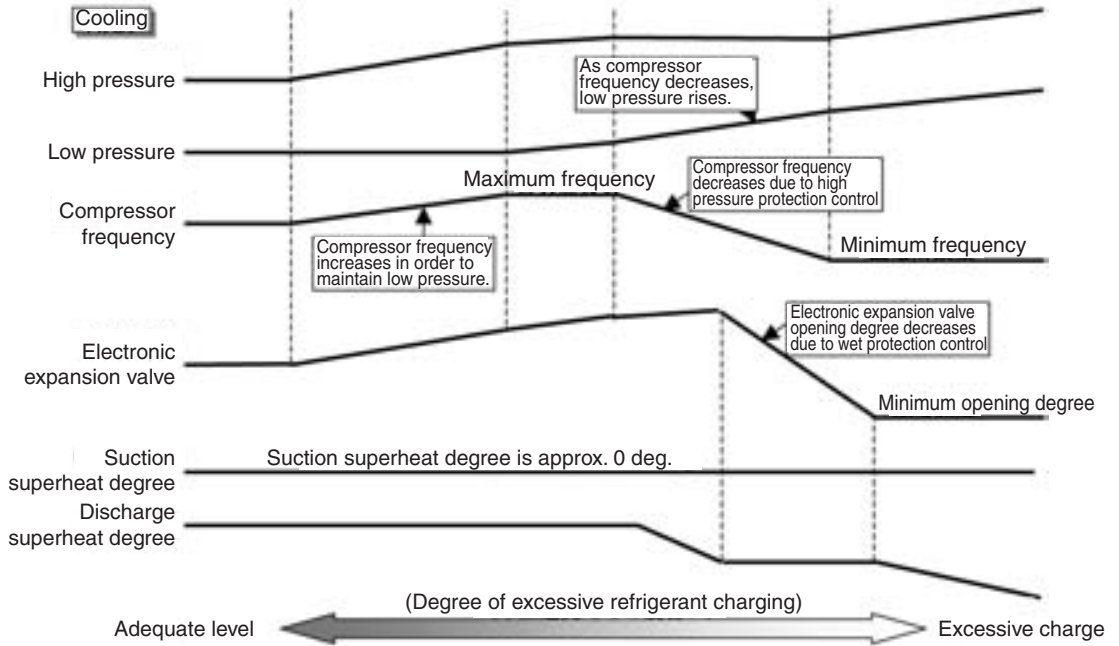 Cooling
High pressure
As compressor
frequency decreases,
low pressure rises.
Low pressure
Maximum frequency
Compressor frequency
decreases due to high
pressure protection control
Compressor
frequency
Compressor frequency
increases in order to
maintain low pressure.
Minimum frequency
Electronic expansion valve
opening degree decreases
due to wet protection control
Electronic
expansion valve
Minimum opening degree
Suction
superheat degree
Suction superheat degree is approx. 0 deg.
Discharge
superheat degree
(Degree of excessive refrigerant charging)
Adequate level
Excessive charge